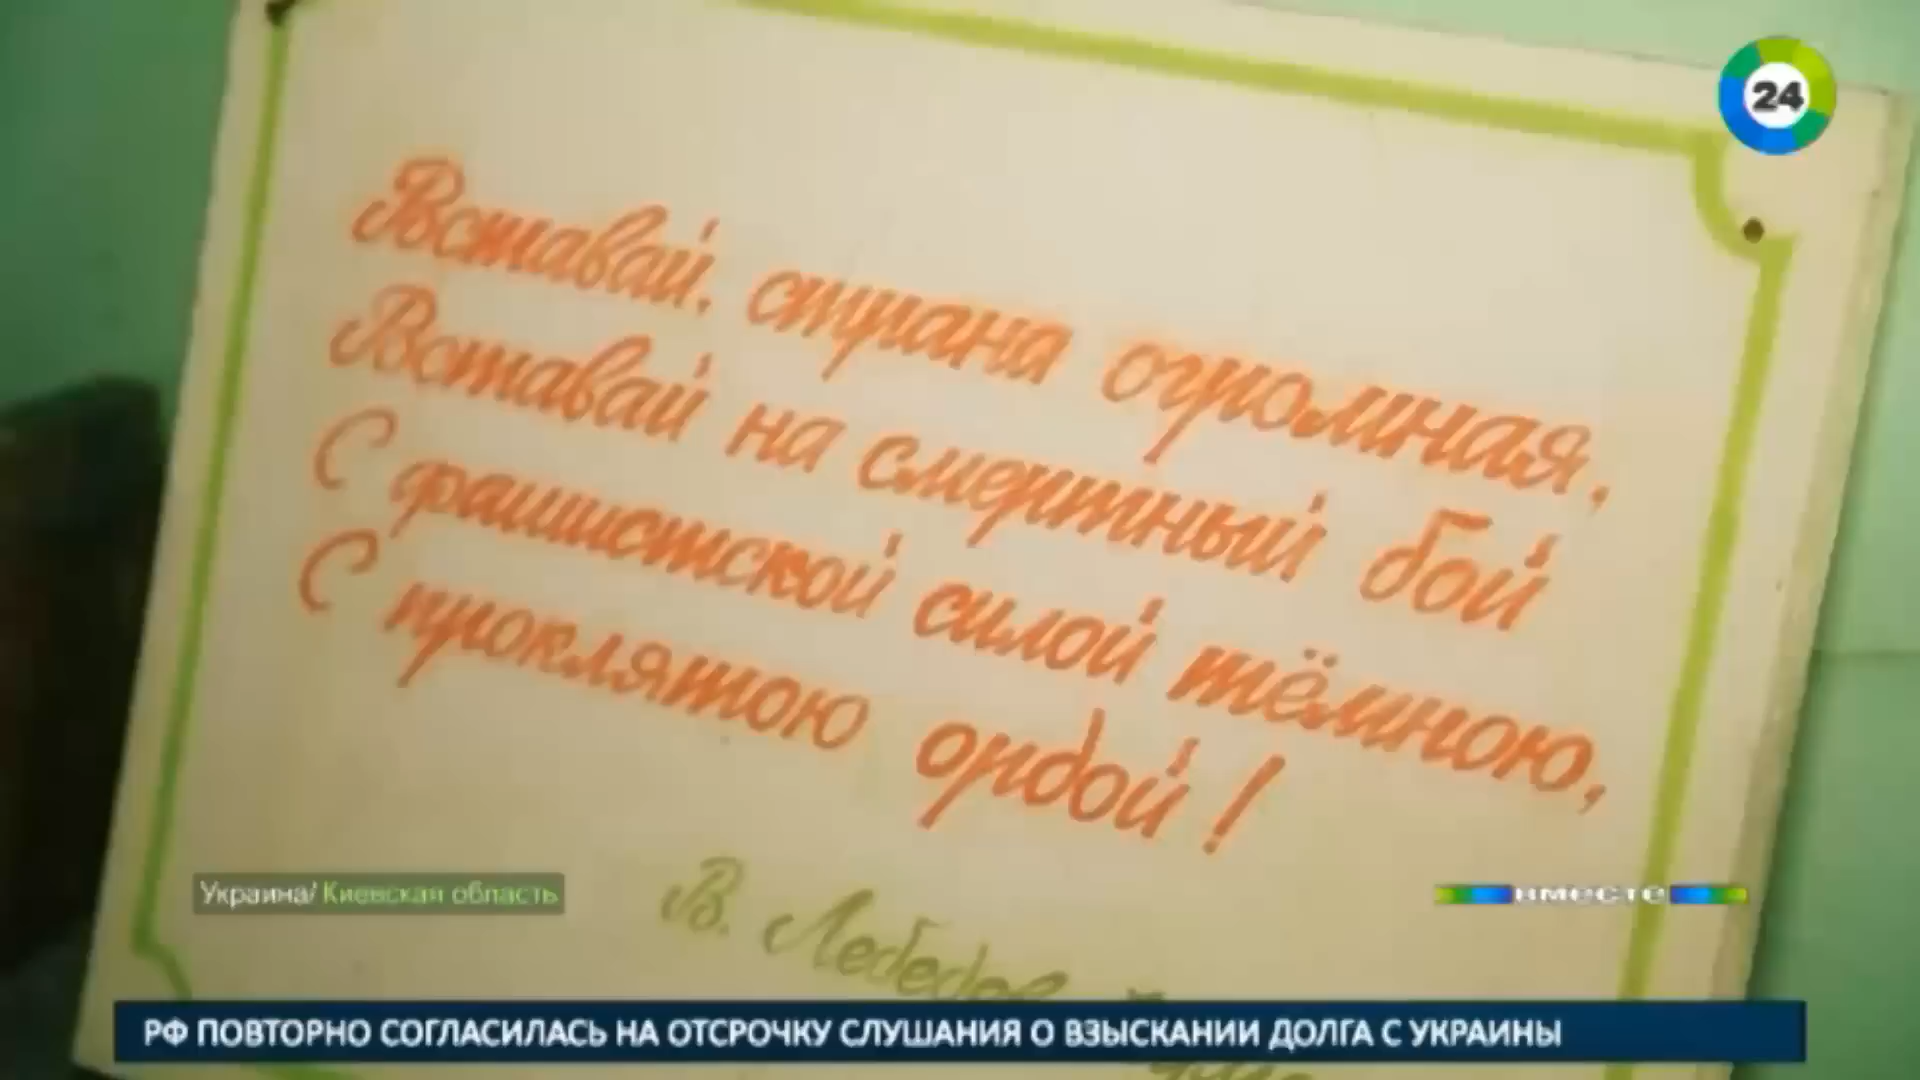 24
Вставай, страна огромная,
Вставай на смертный бой
С фашистской силой тёмною,
С проклятою ордой!
В. Лебедев
Украина/ Киевская область
вместе
РФ ПОВТОРНО СОГЛАСИЛАСЬ НА ОТСРОЧКУ СЛУШАНИЯ О ВЗЫСКАНИИ ДОЛГА С УКРАИНЫ